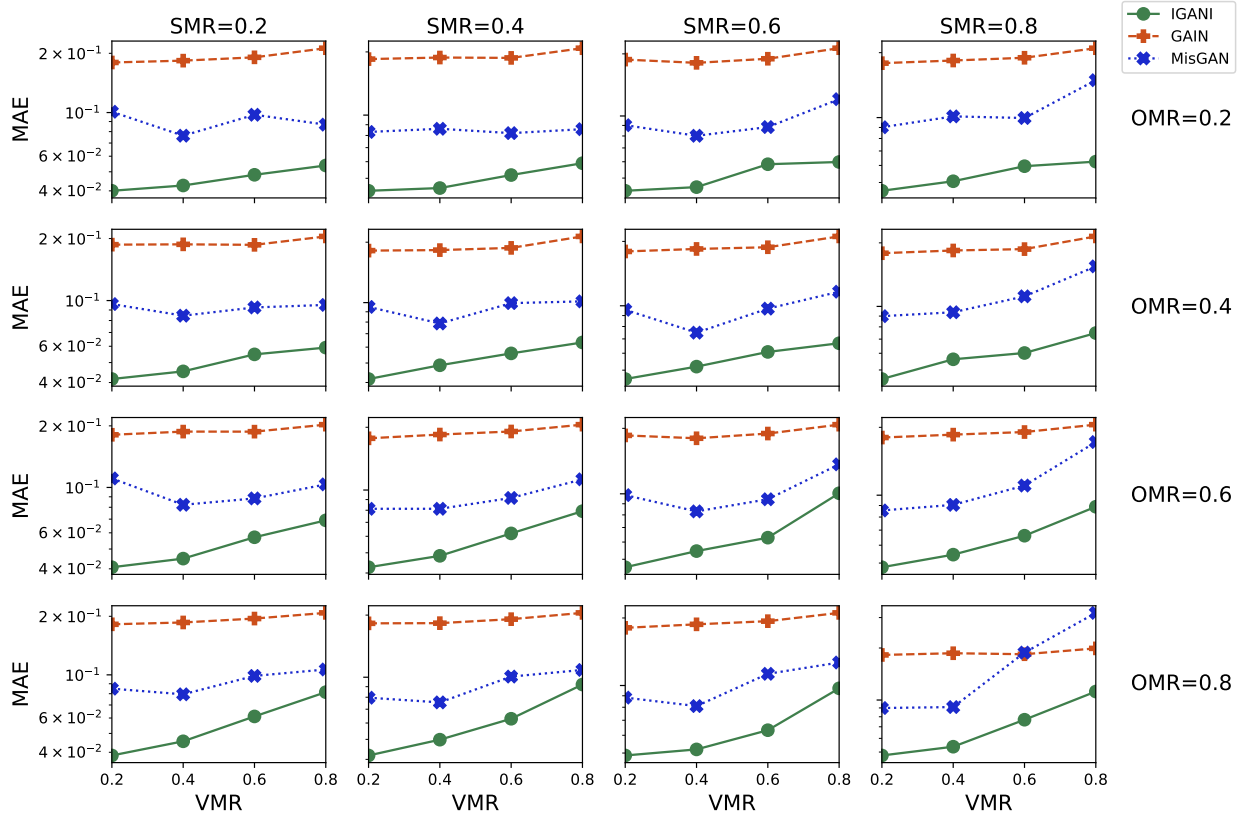 SMR=0.2 SMR=0.4 SMR=0.6 SMR=0.8
IGANI
GAIN
MisGAN
MAE
2 × 10⁻¹
10⁻¹
6 × 10⁻²
4 × 10⁻²
OMR=0.2
MAE
2 × 10⁻¹
10⁻¹
6 × 10⁻²
4 × 10⁻²
OMR=0.4
MAE
2 × 10⁻¹
10⁻¹
6 × 10⁻²
4 × 10⁻²
OMR=0.6
MAE
2 × 10⁻¹
10⁻¹
6 × 10⁻²
4 × 10⁻²
OMR=0.8
0.2 0.4 0.6 0.8 0.2 0.4 0.6 0.8 0.2 0.4 0.6 0.8 0.2 0.4 0.6 0.8
VMR VMR VMR VMR